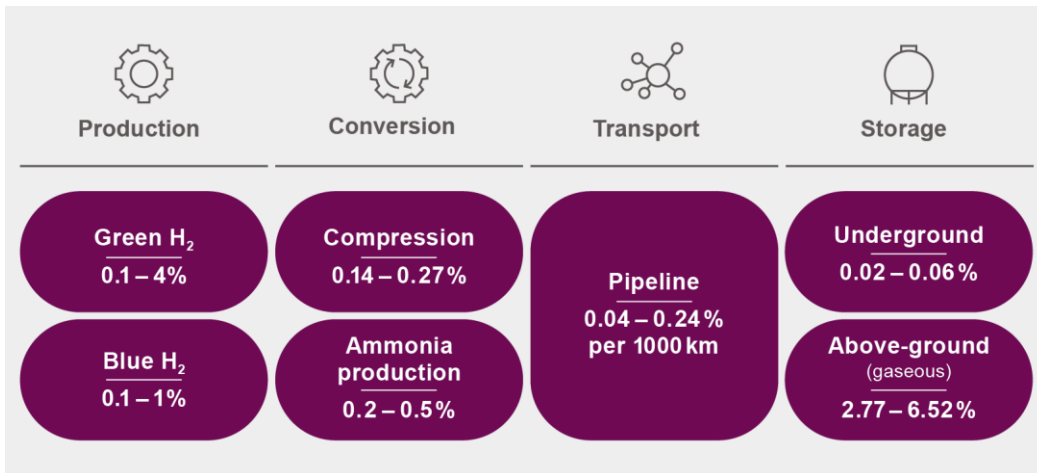 Production
Conversion
Transport
Storage
Green H₂
0.1 – 4%
Blue H₂
0.1 – 1%
Compression
0.14 – 0.27%
Ammonia
production
0.2 – 0.5%
Pipeline
0.04 – 0.24%
per 1000 km
Underground
0.02 – 0.06%
Above-ground
(gaseous)
2.77 – 6.52%